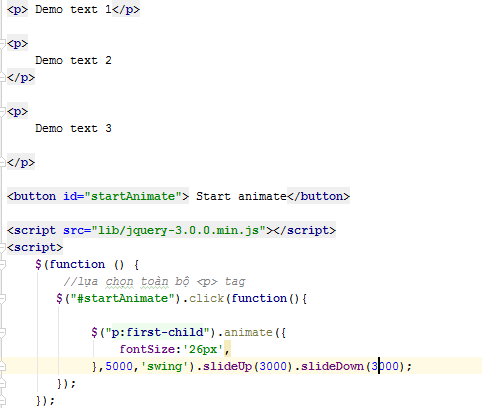 <p> Demo text 1</p>
<p>
Demo text 2
</p>
<p>
Demo text 3
</p>
<button id="startAnimate"> Start animate</button>
<script src="lib/jquery-3.0.0.min.js"></script>
<script>
$(function () {
//lựa chọn toàn bộ <p> tag
$("#startAnimate").click(function(){
$("p:first-child").animate({
fontSize:'26px',
},5000,'swing').slideUp(3000).slideDown(3000);
});
});